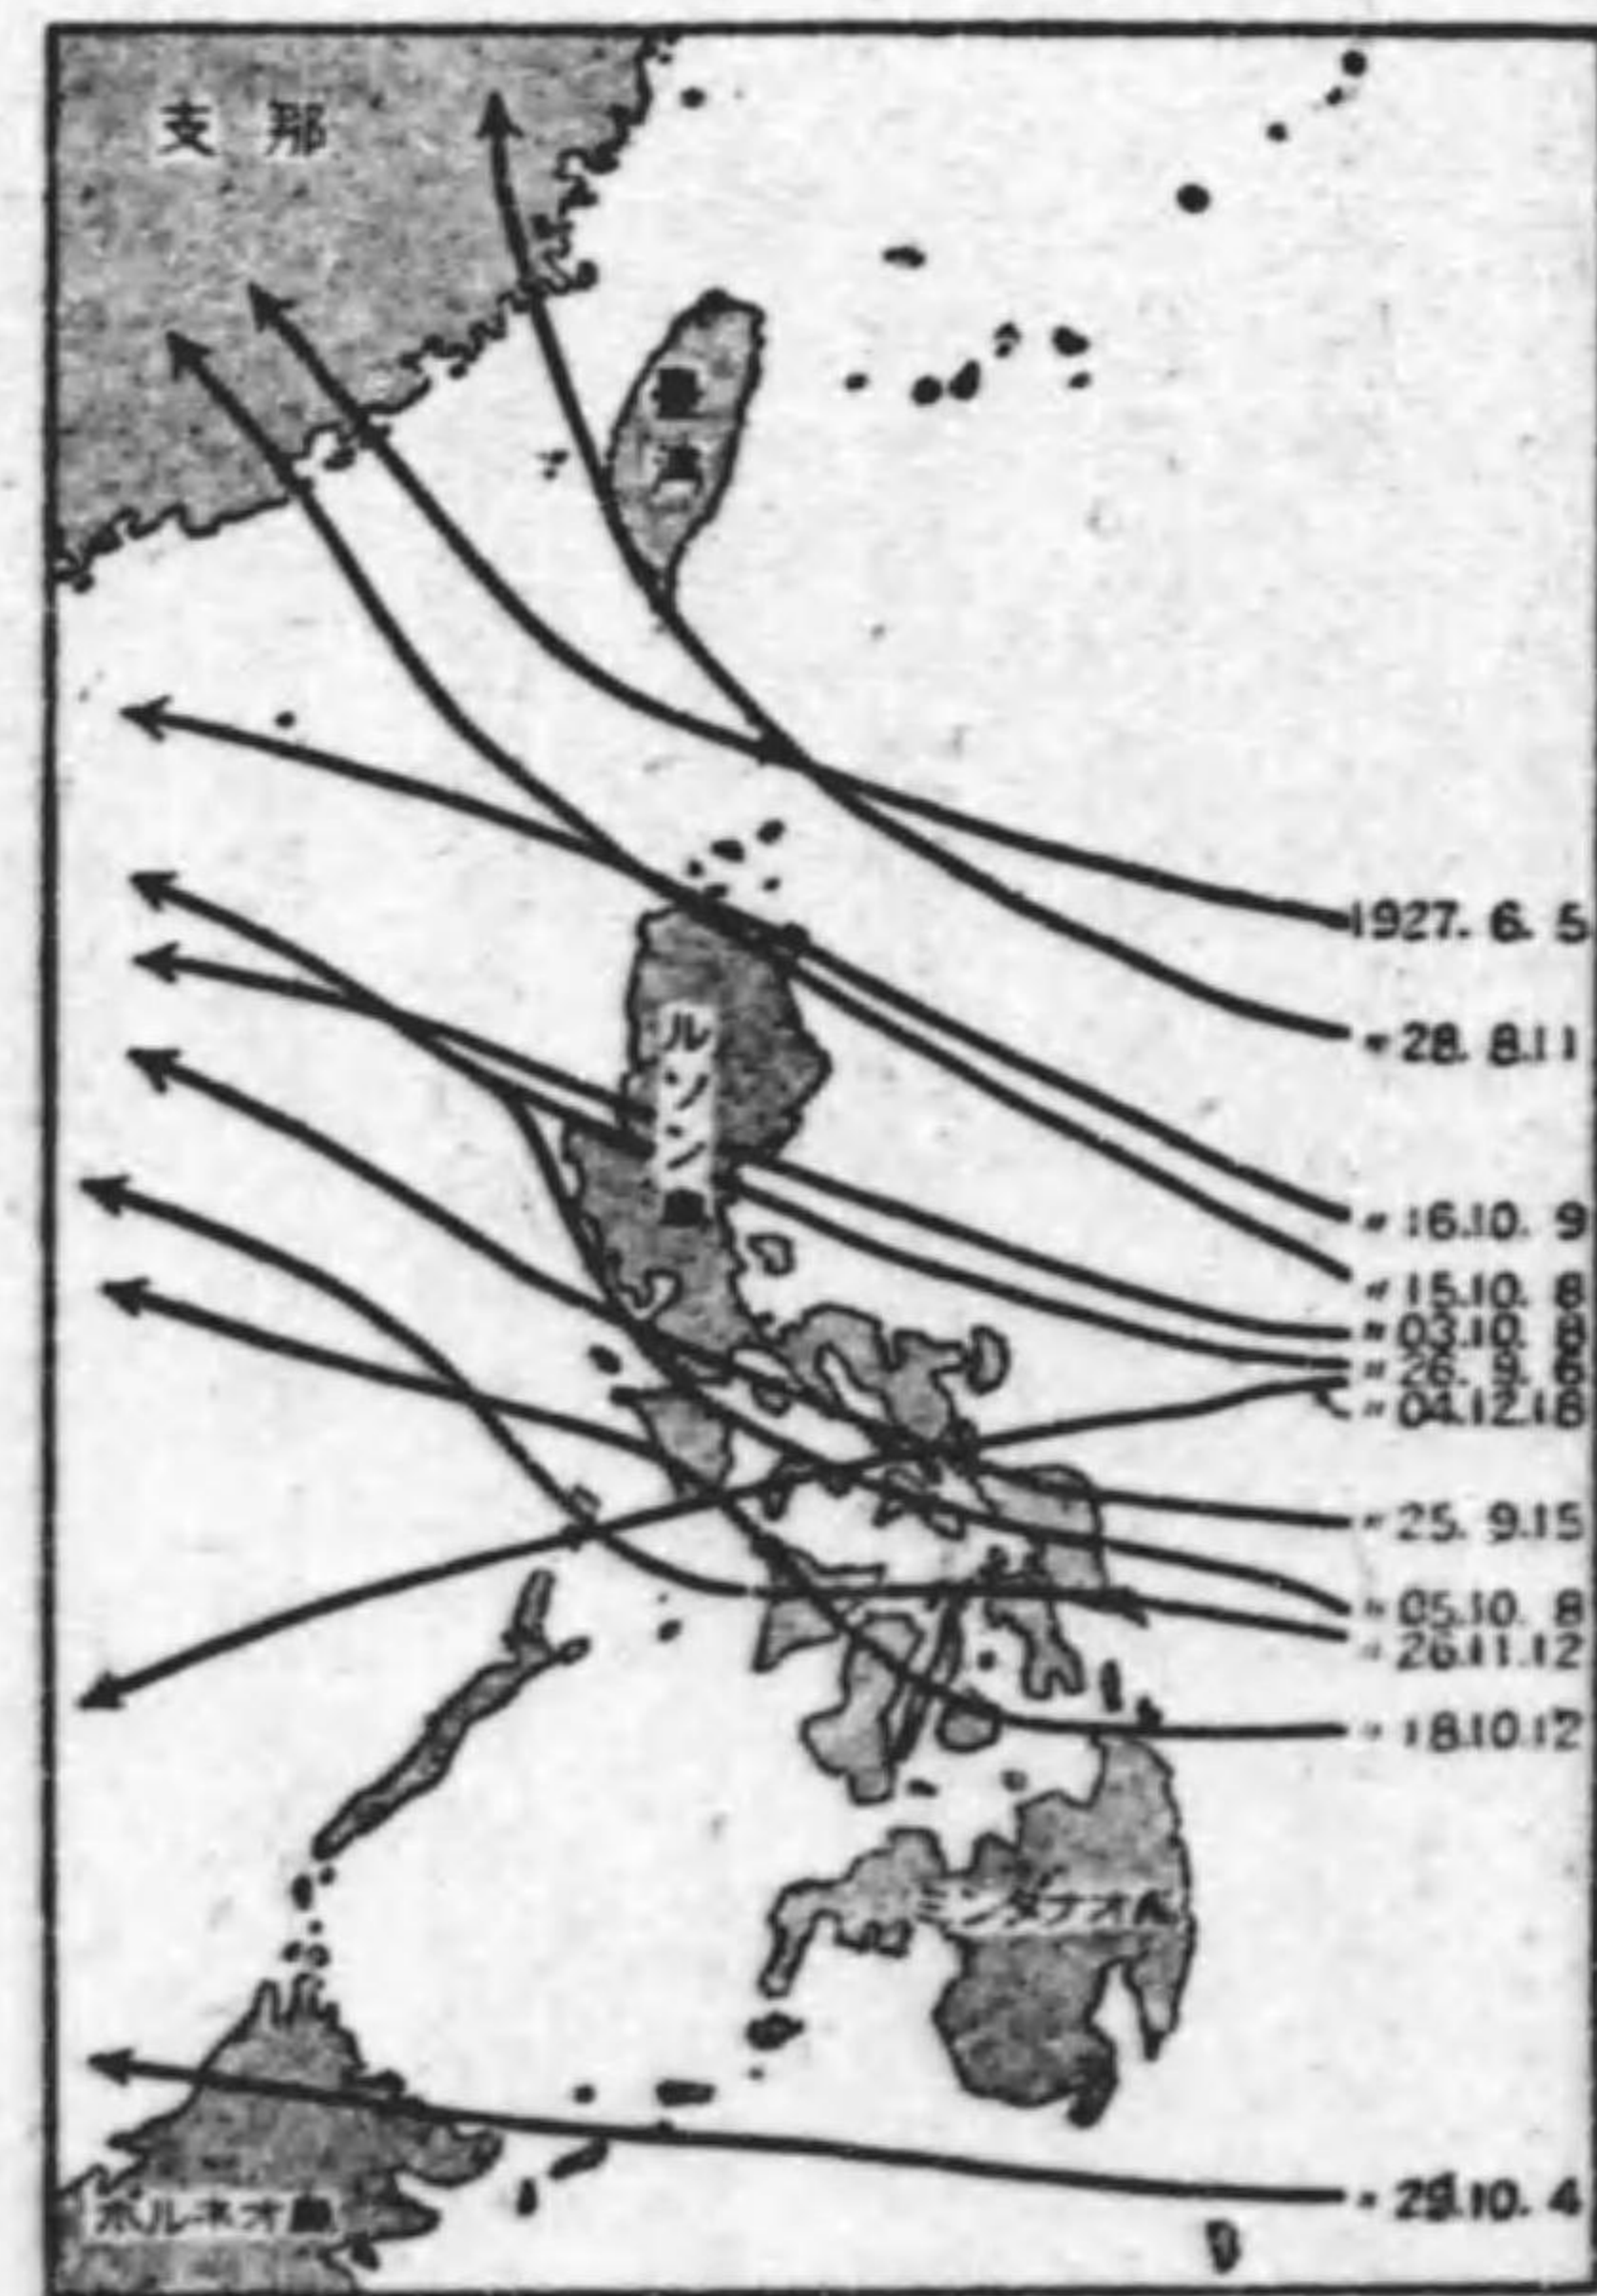 支那
臺灣
ルソン島
ミンダナオ島
ボルネオ島
1927. 6. 5
〃 28. 8.11
〃 16.10. 9
〃 15.10. 8
〃 03.10. 8
〃 26. 9. 6
〃 04.12.18
〃 25. 9.15
〃 05.10. 8
〃 26.11.12
〃 18.10.12
〃 29.10. 4